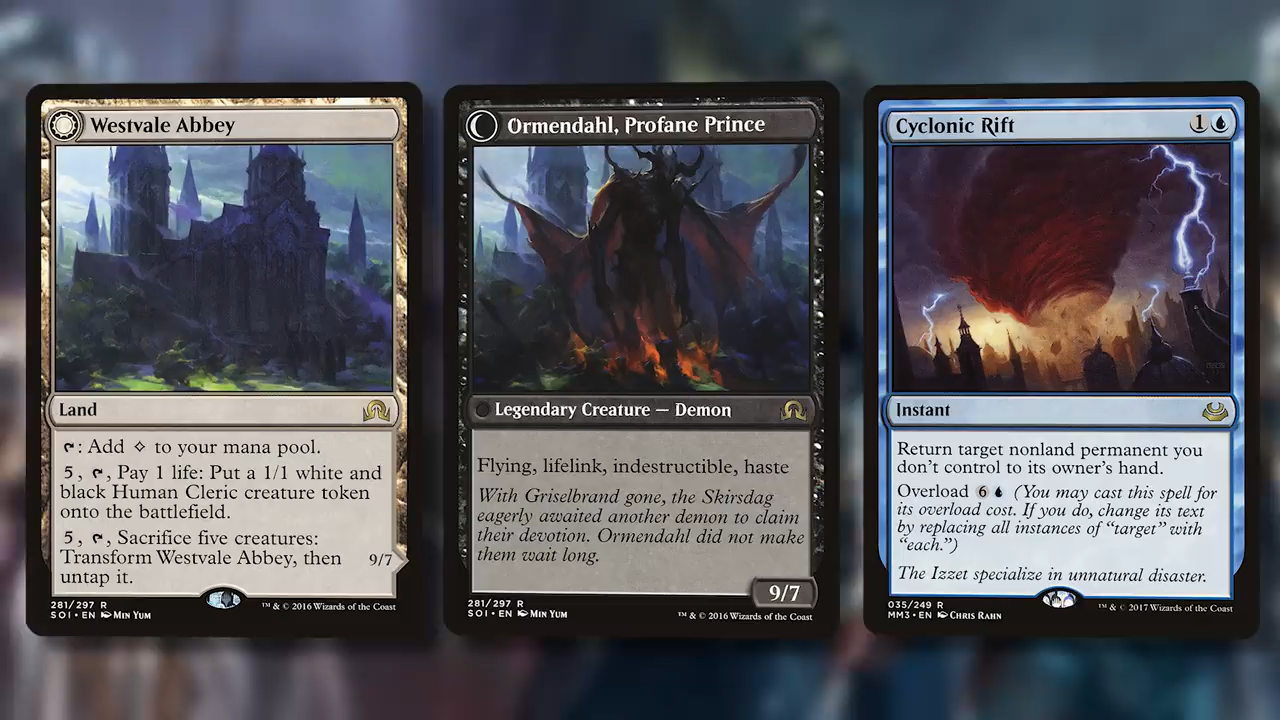 Westvale Abbey
Land
: Add to your mana pool.
5, , Pay 1 life: Put a 1/1 white and
black Human Cleric creature token
onto the battlefield.
5, , Sacrifice five creatures:
Transform Westvale Abbey, then
untap it.
9/7
281/297 R
SOI • EN Min Yum
™ & © 2016 Wizards of the Coast
Ormendahl, Profane Prince
Legendary Creature — Demon
Flying, lifelink, indestructible, haste
With Griselbrand gone, the Skirsdag
eagerly awaited another demon to claim
their devotion. Ormendahl did not make
them wait long.
9/7
281/297 R
SOI • EN Min Yum
™ & © 2016 Wizards of the Coast
Cyclonic Rift
1
Instant
Return target nonland permanent you
don't control to its owner's hand.
Overload 6 (You may cast this spell for
its overload cost. If you do, change its text
by replacing all instances of "target" with
"each.")
The Izzet specialize in unnatural disaster.
035/249 R
MM3 • EN Chris Rahn
™ & © 2017 Wizards of the Coast